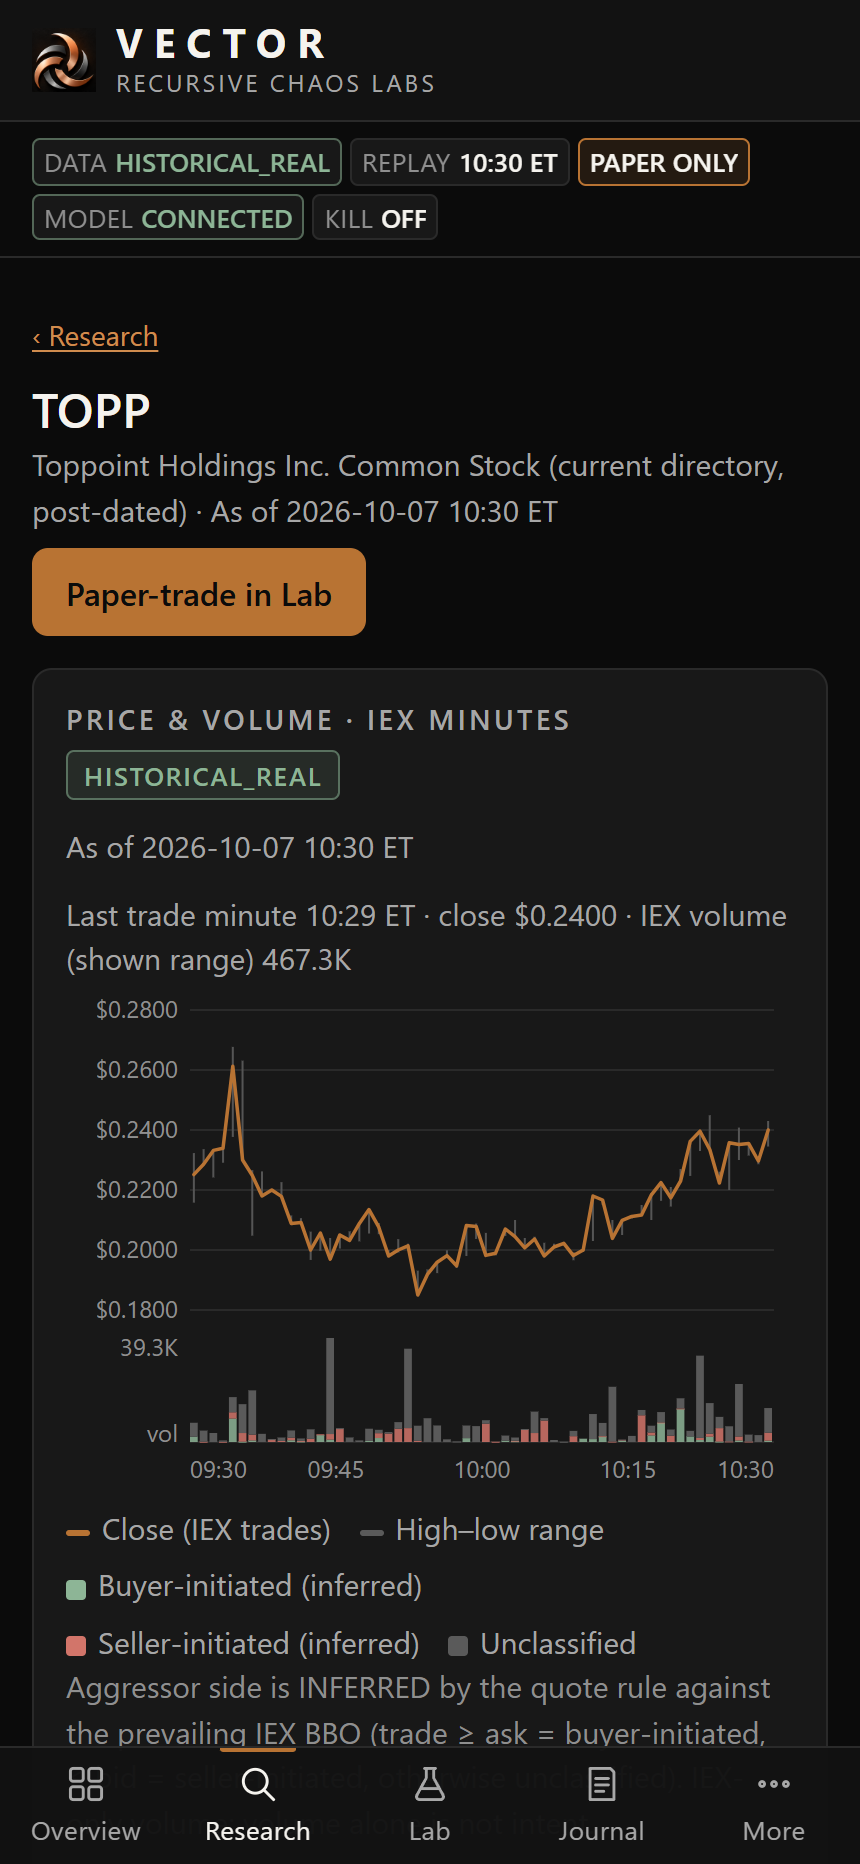 VECTOR
RECURSIVE CHAOS LABS
DATA HISTORICAL_REAL REPLAY 10:30 ET PAPER ONLY
MODEL CONNECTED KILL OFF
‹ Research
TOPP
Toppoint Holdings Inc. Common Stock (current directory,
post-dated) · As of 2026-10-07 10:30 ET
Paper-trade in Lab
PRICE & VOLUME · IEX MINUTES
HISTORICAL_REAL
As of 2026-10-07 10:30 ET
Last trade minute 10:29 ET · close $0.2400 · IEX volume
(shown range) 467.3K
$0.2800
$0.2600
$0.2400
$0.2200
$0.2000
$0.1800
39.3K
vol
09:30 09:45 10:00 10:15 10:30
Close (IEX trades) High–low range
Buyer-initiated (inferred)
Seller-initiated (inferred) Unclassified
Aggressor side is INFERRED by the quote rule against
the prevailing IEX BBO (trade ≥ ask = buyer-initiated,
Overview Research Lab Journal More